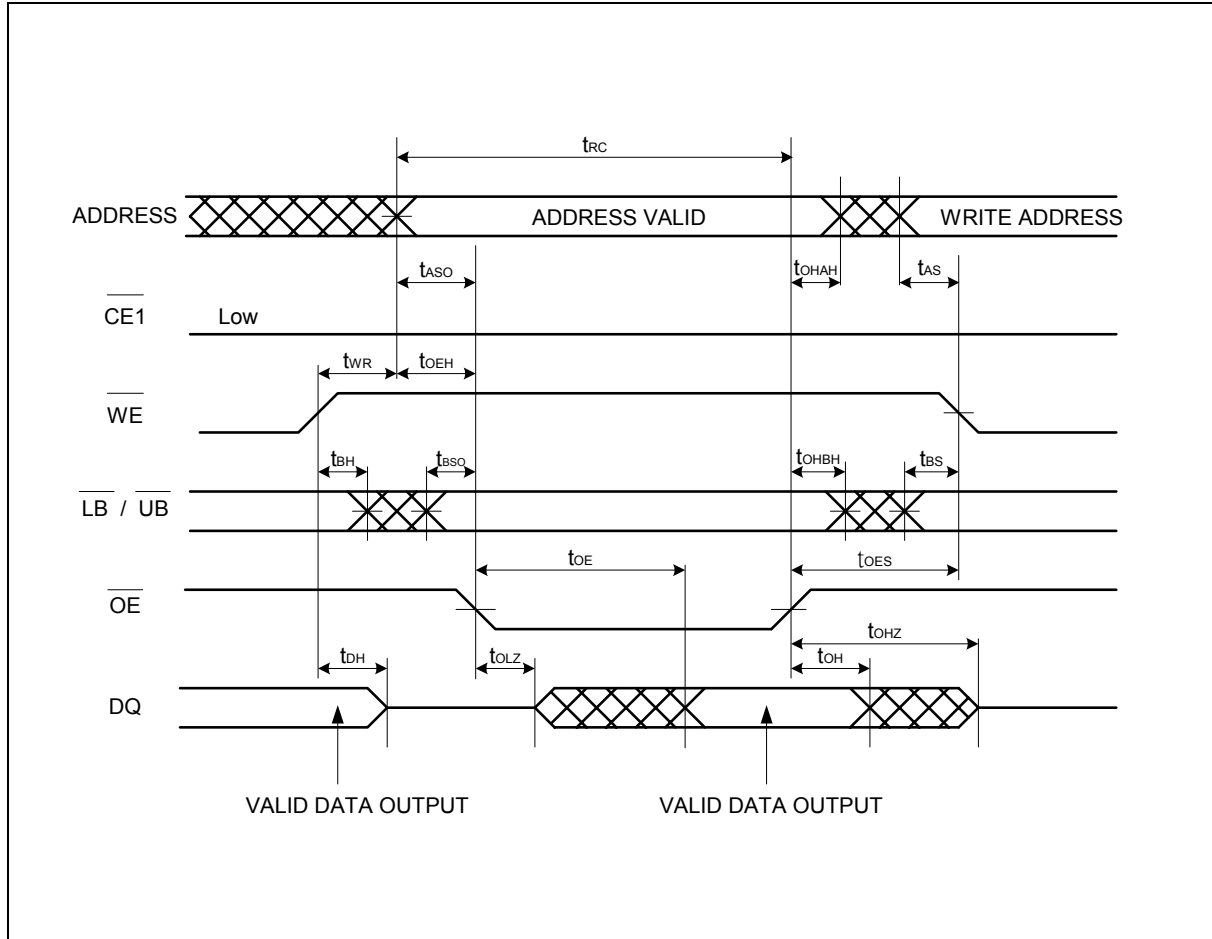 tRC
ADDRESS
ADDRESS VALID
WRITE ADDRESS
tASO
tOHAH
tAS
CE1
Low
tWR
tOEH
WE
tBH
tBSO
tOHBH
tBS
LB / UB
tOE
tOES
OE
tOHZ
tDH
tOLZ
tOH
DQ
VALID DATA OUTPUT
VALID DATA OUTPUT